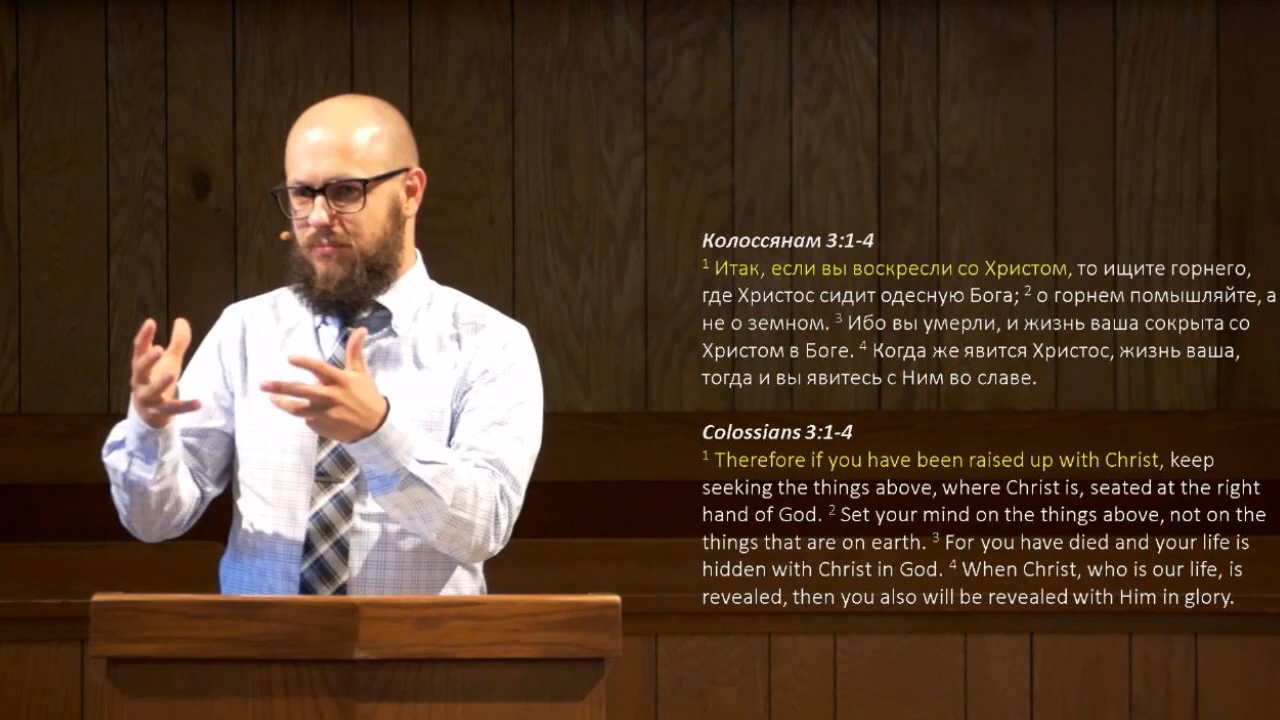 Колоссянам 3:1-4
¹ Итак, если вы воскресли со Христом, то ищите горнего,
где Христос сидит одесную Бога; ² о горнем помышляйте, а
не о земном. ³ Ибо вы умерли, и жизнь ваша сокрыта со
Христом в Боге. ⁴ Когда же явится Христос, жизнь ваша,
тогда и вы явитесь с Ним во славе.
Colossians 3:1-4
¹ Therefore if you have been raised up with Christ, keep
seeking the things above, where Christ is, seated at the right
hand of God. ² Set your mind on the things above, not on the
things that are on earth. ³ For you have died and your life is
hidden with Christ in God. ⁴ When Christ, who is our life, is
revealed, then you also will be revealed with Him in glory.